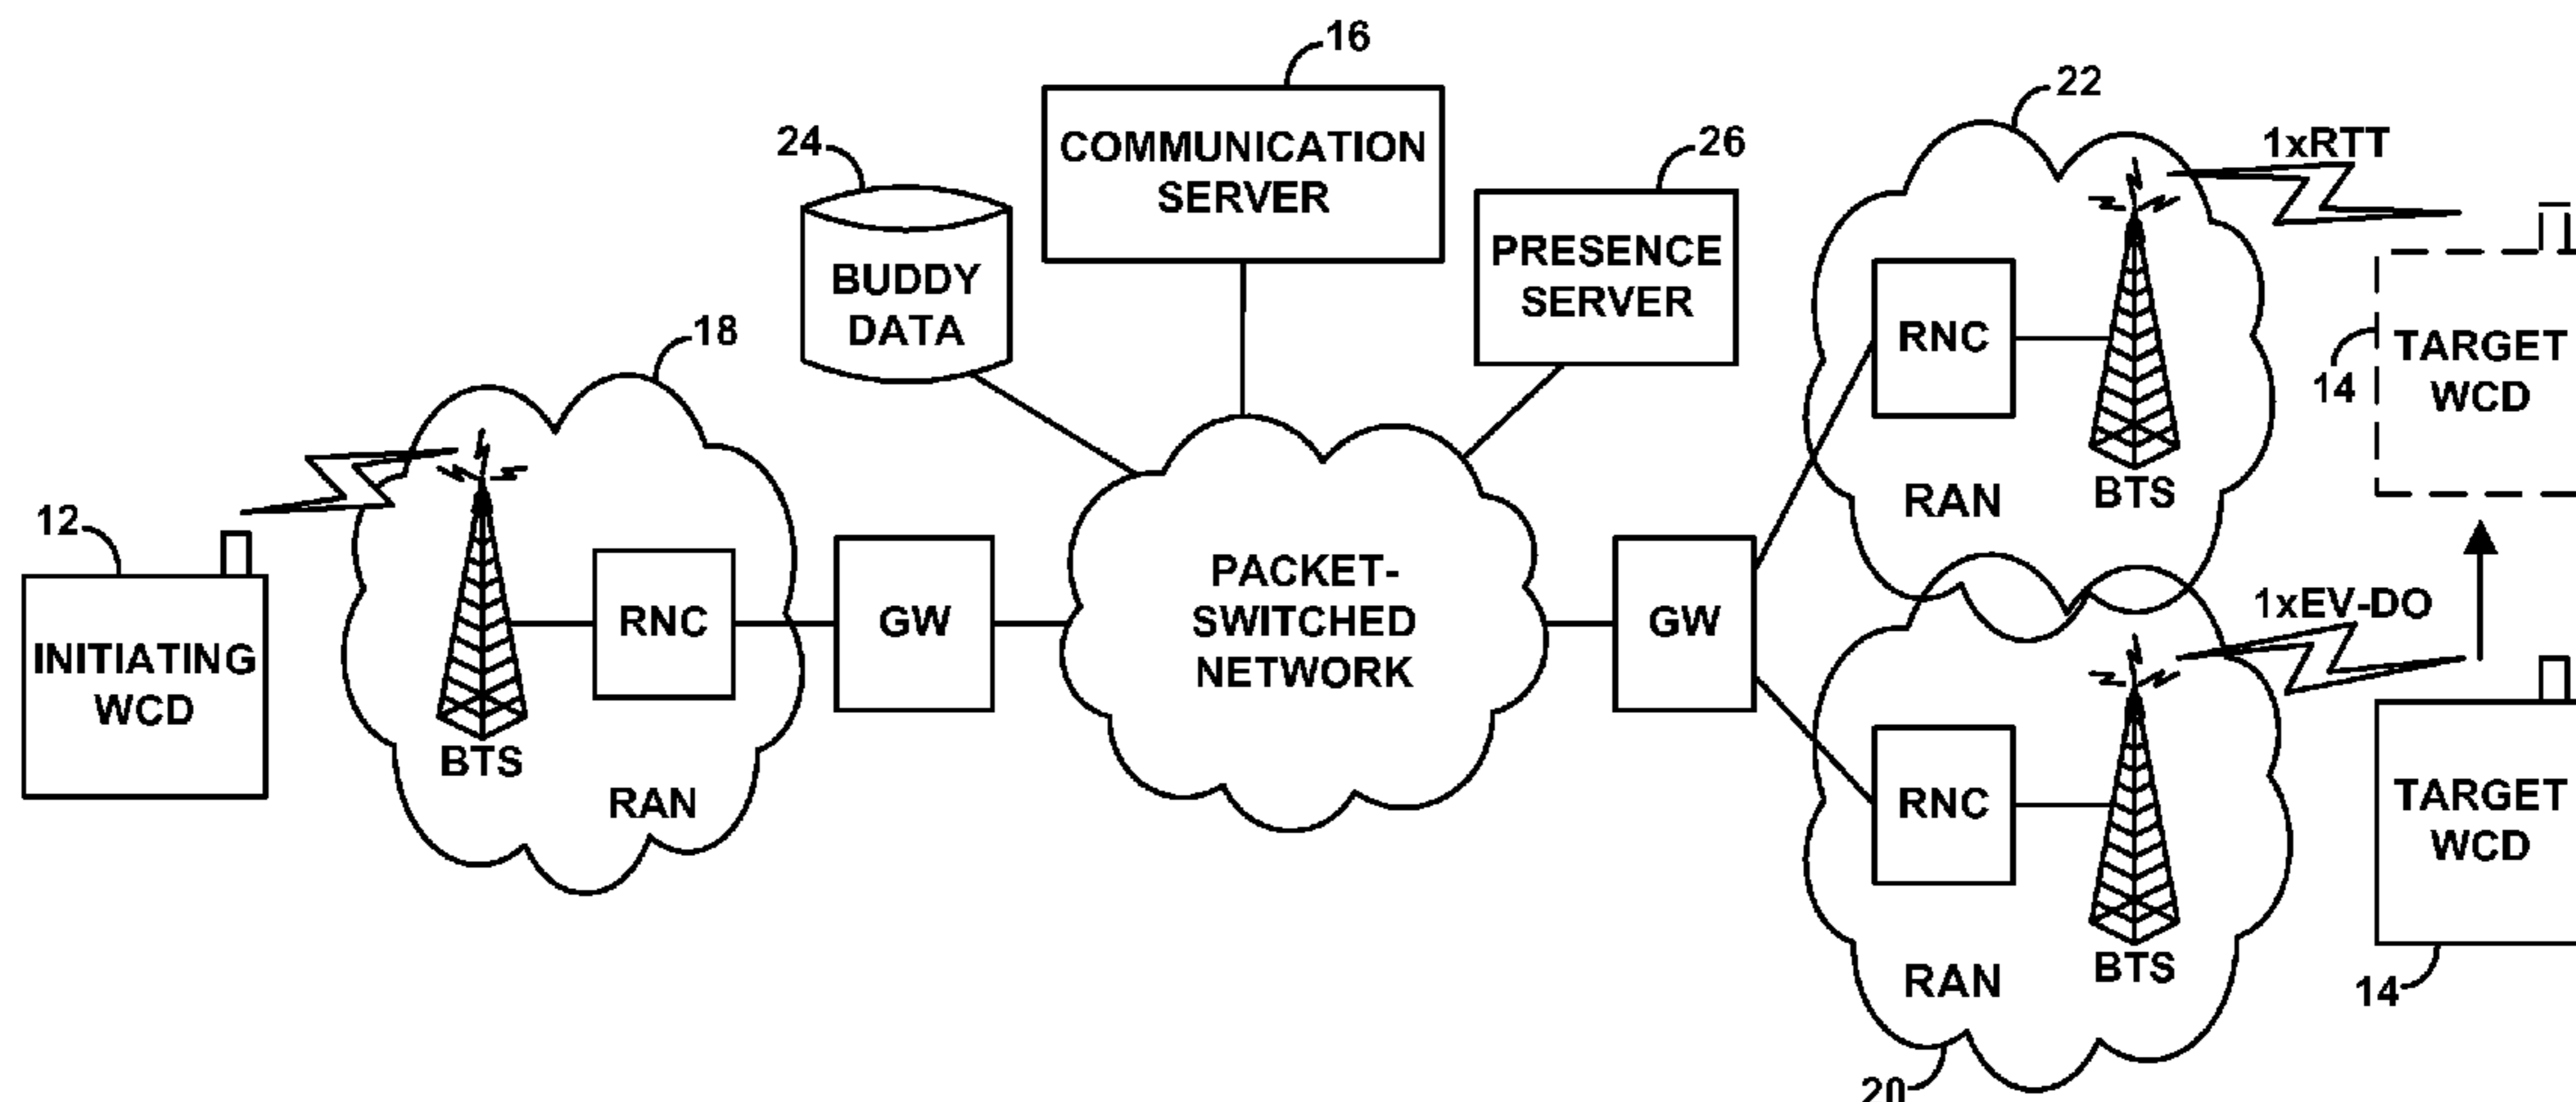 16
22
24
COMMUNICATION
SERVER
26
1xRTT
BUDDY
DATA
PRESENCE
SERVER
18
RNC
14
TARGET
WCD
12
RAN
BTS
INITIATING
WCD
RNC
GW
PACKET-
SWITCHED
NETWORK
GW
1xEV-DO
BTS
RAN
RNC
TARGET
WCD
RAN
BTS
14
20